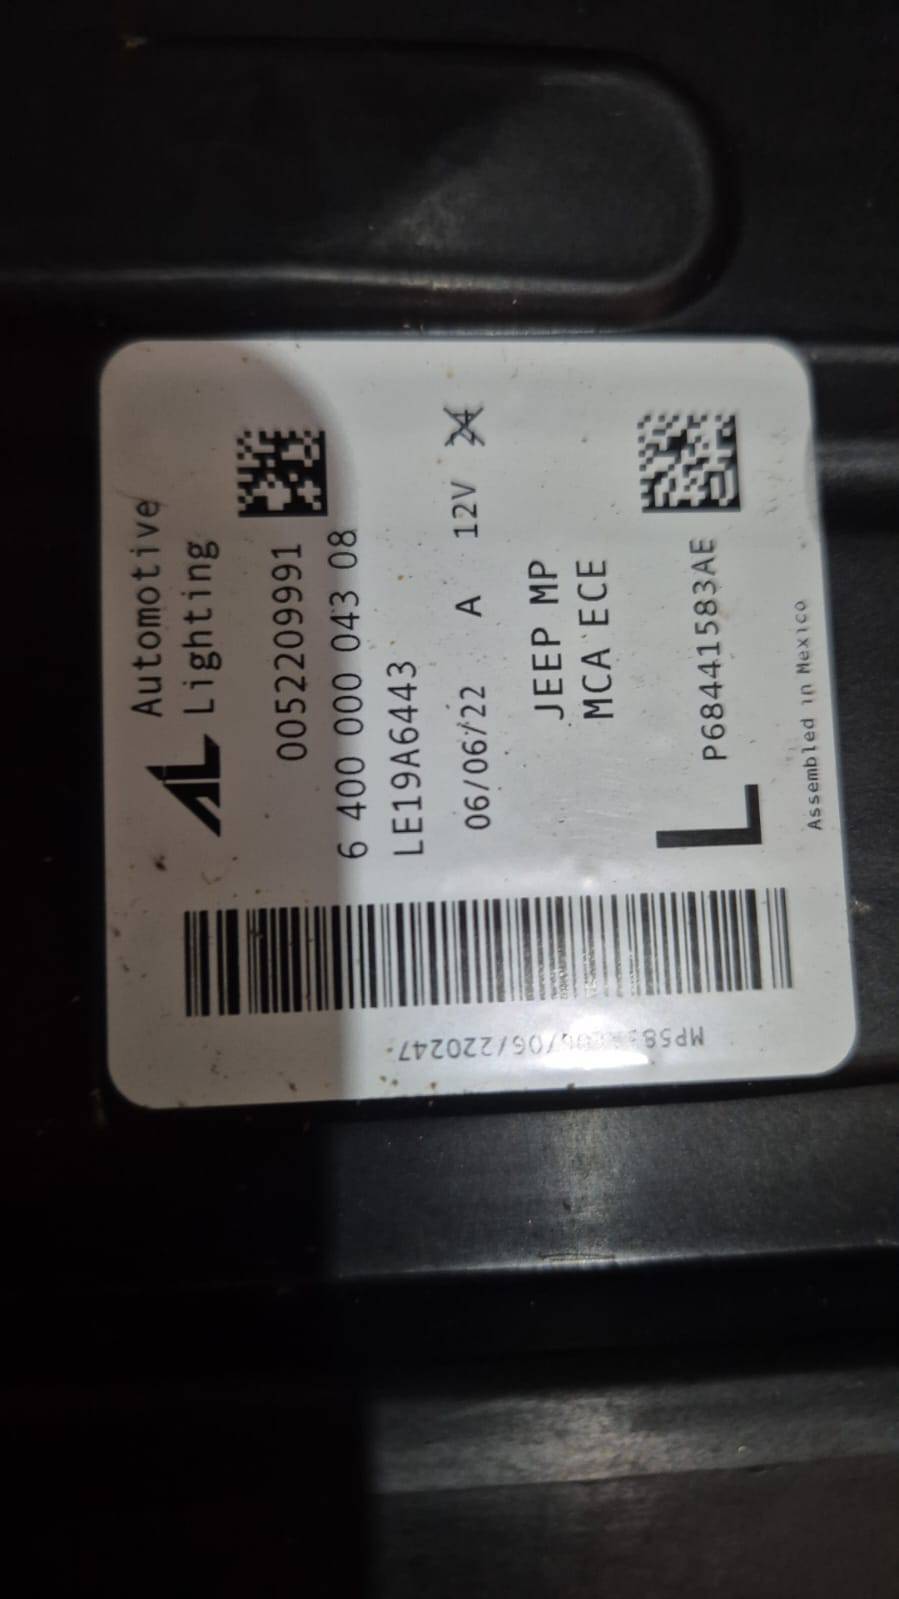 Automotive
Lighting
0052209991
6 400 000 043 08
LE19A6443
06/06/22 A 12V 24
JEEP MP
MCA ECE
L P68441583AE
Assembled in Mexico